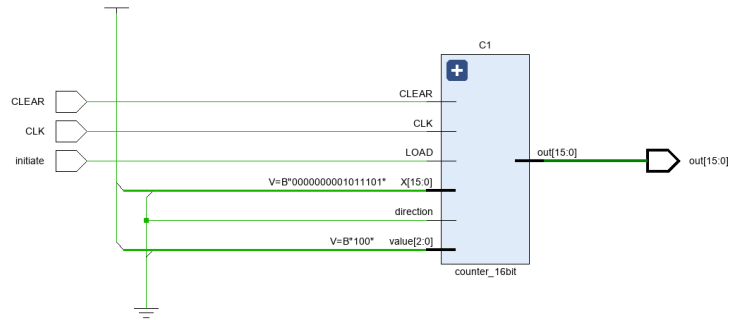 C1
CLEAR
CLEAR
CLK
CLK
initiate
LOAD
out[15:0]
out[15:0]
V=B"0000000001011101" X[15:0]
direction
V=B"100" value[2:0]
counter_16bit